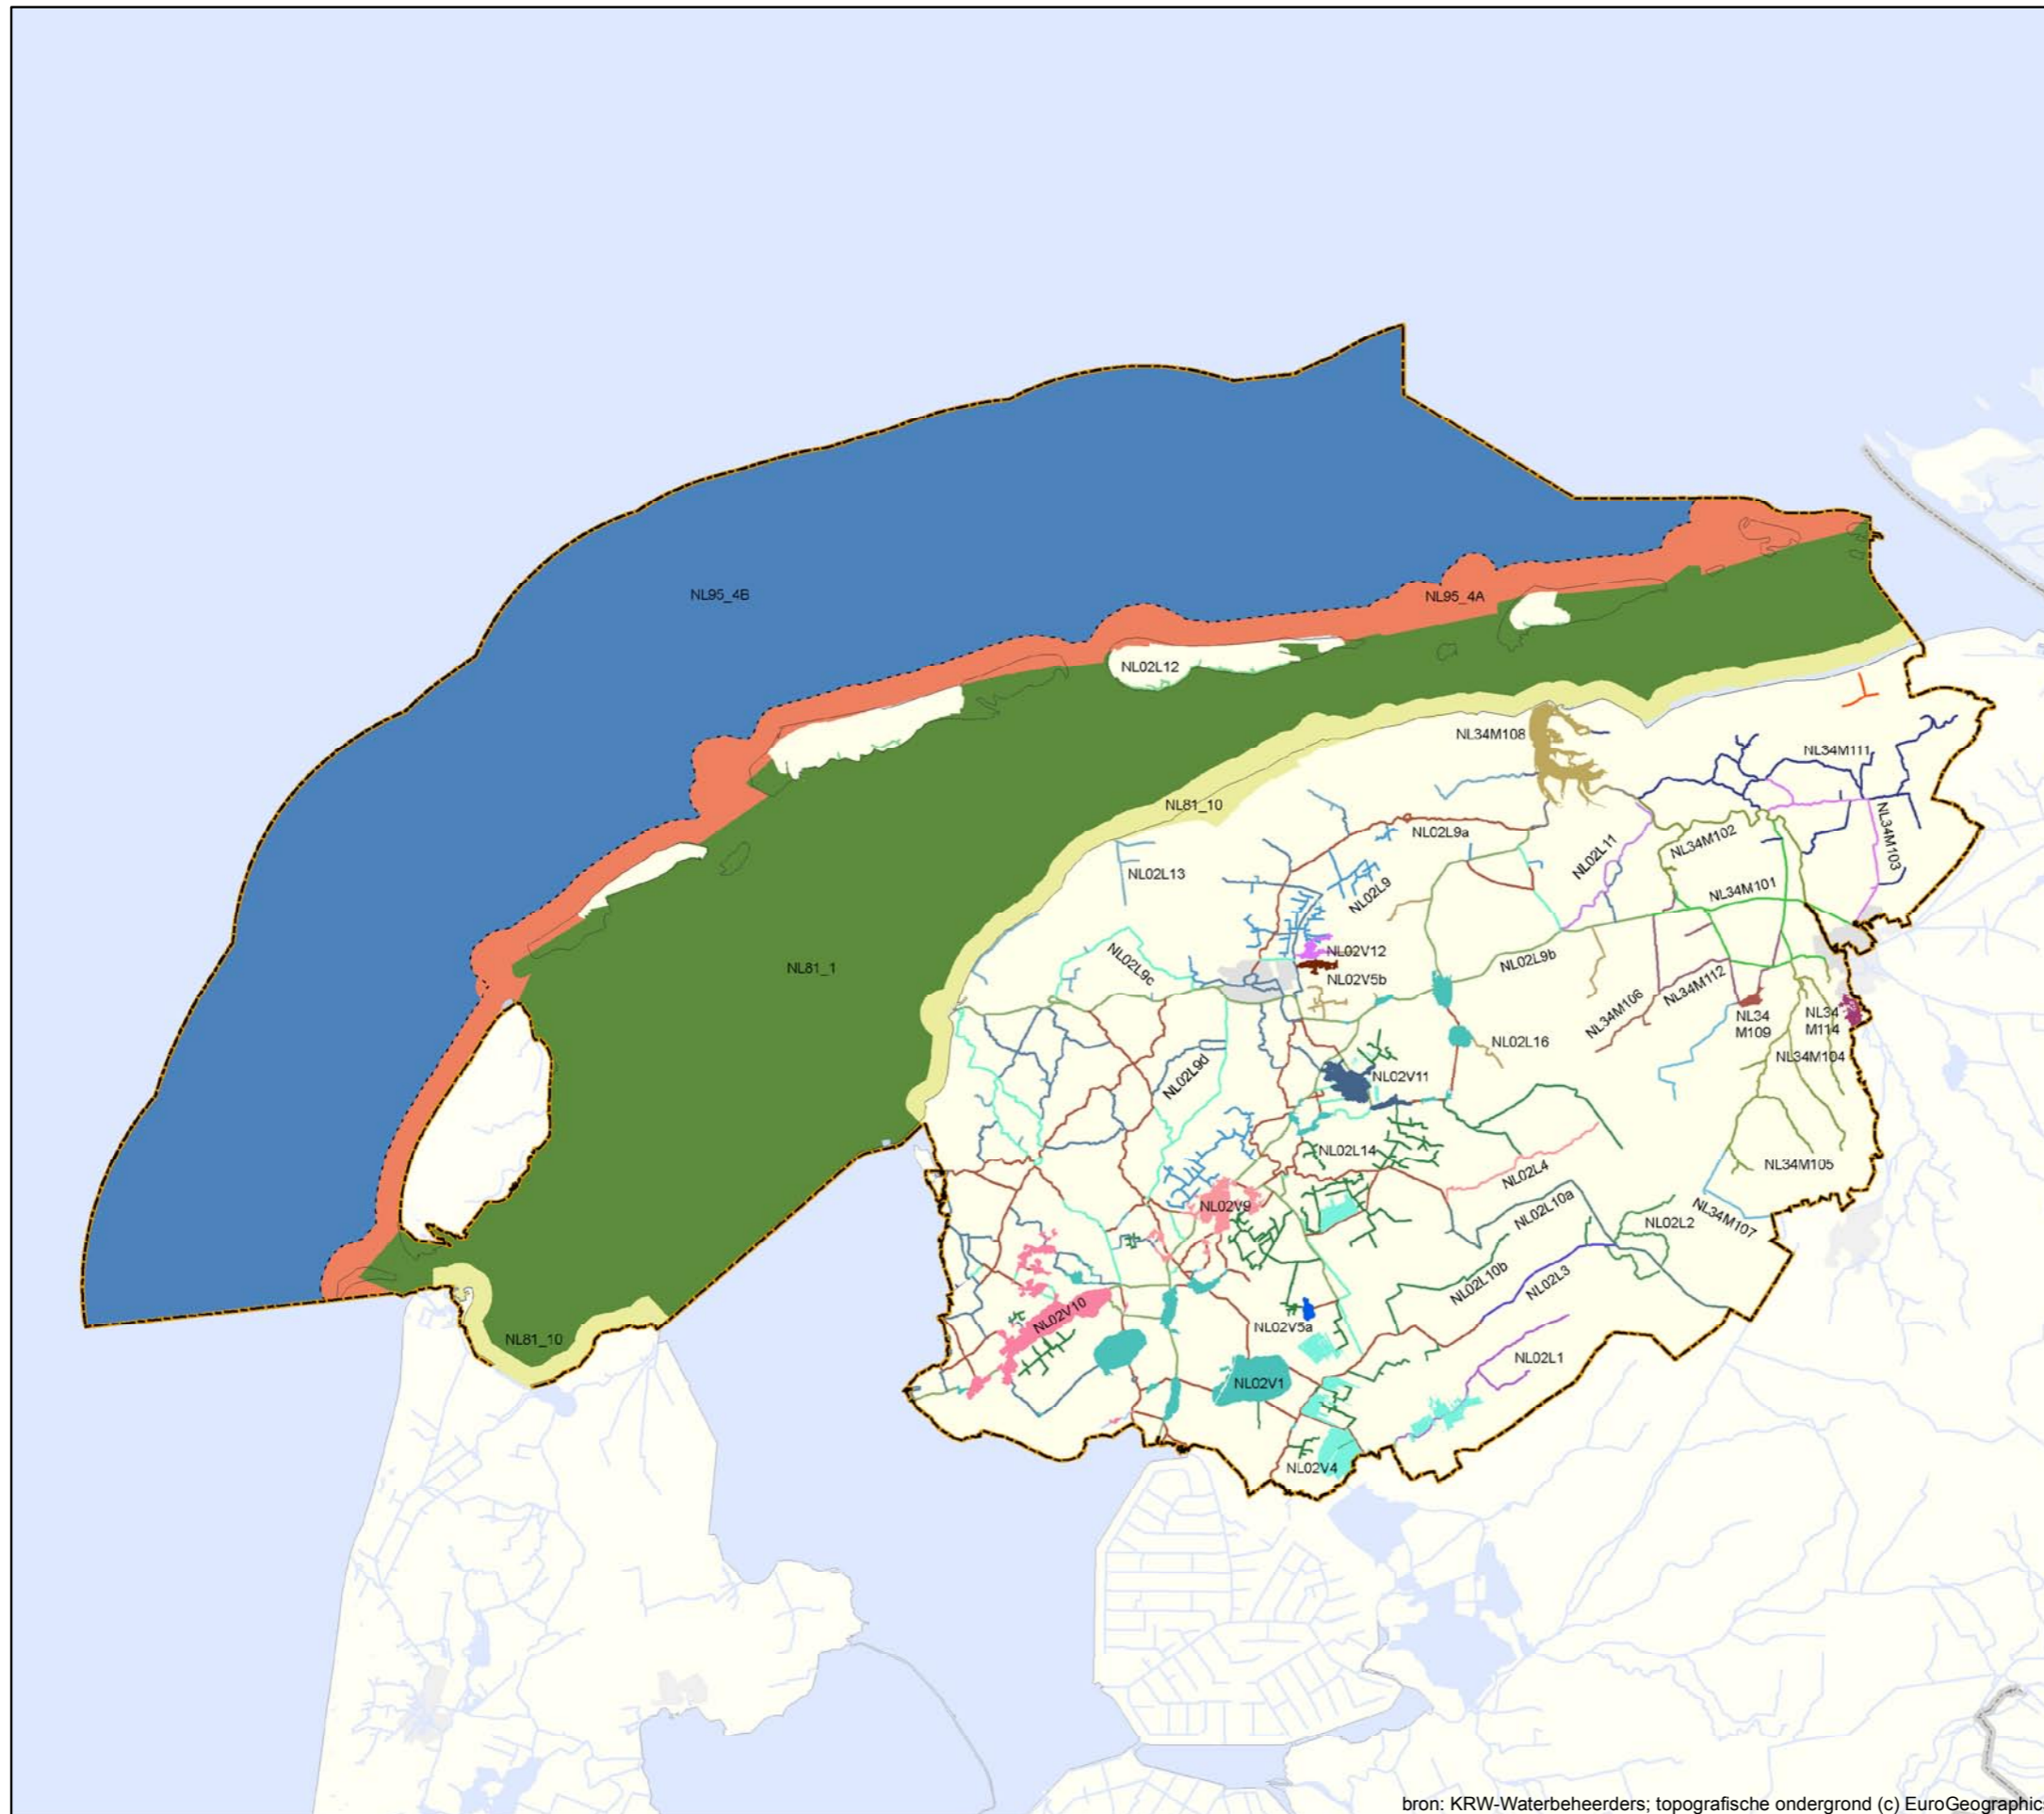 NL95_4B
NL95_4A
NL02L12
NL34M108
NL34M111
NL81_10
NL02L9a
NL34M103
NL34M102
NL02L11
NL02L13
NL34M101
NL02L9
NL02V12
NL02L9b
NL02L9c
NL81_1
NL02V5b
NL34M112
NL34M106
NL34
M109
NL34
M114
NL02L16
NL34M104
NL02L9d
NL02V11
NL02L14
NL34M105
NL02L4
NL02V9
NL02L10a
NL34M107
NL02L2
NL02L10b
NL02L3
NL02V10
NL02V5a
NL81_10
NL02L1
NL02V1
NL02V4
bron: KRW-Waterbeheerders; topografische ondergrond (c) EuroGeographic